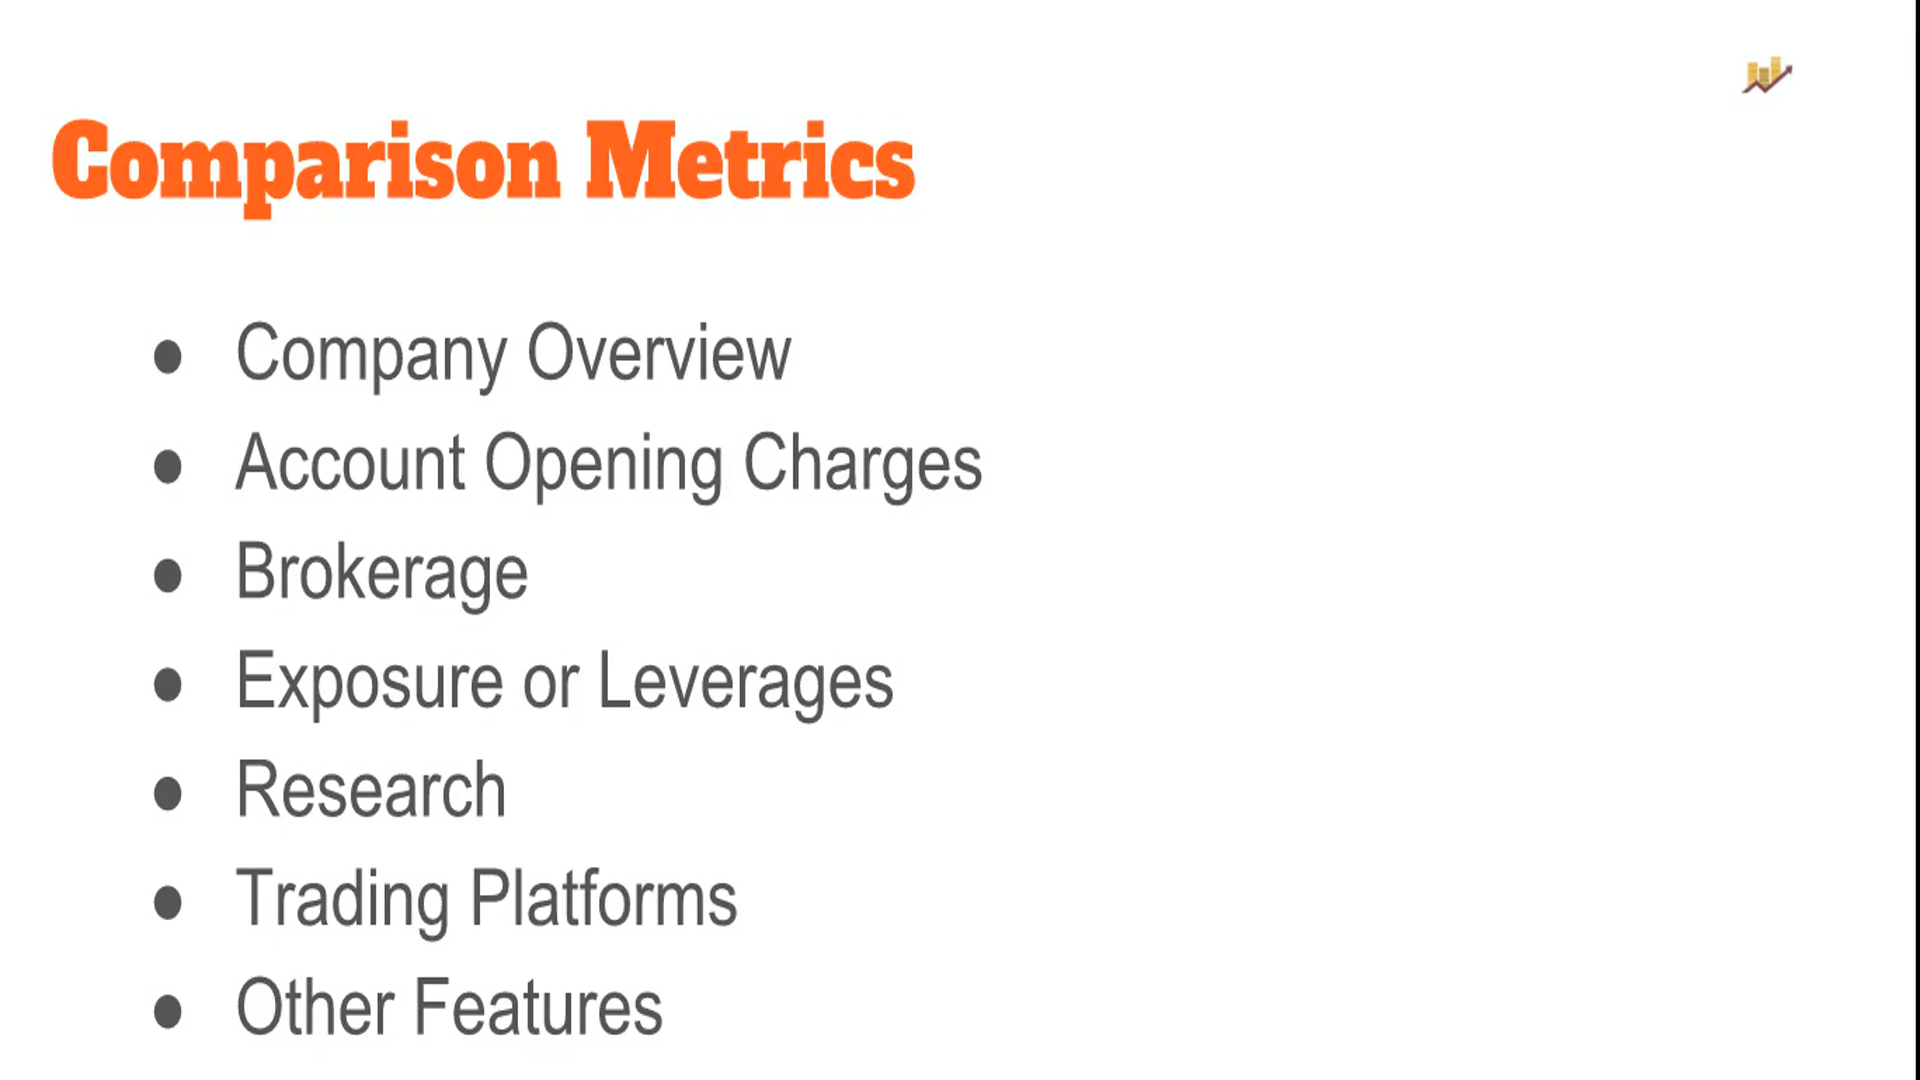 Comparison Metrics
● Company Overview
● Account Opening Charges
● Brokerage
● Exposure or Leverages
● Research
● Trading Platforms
● Other Features